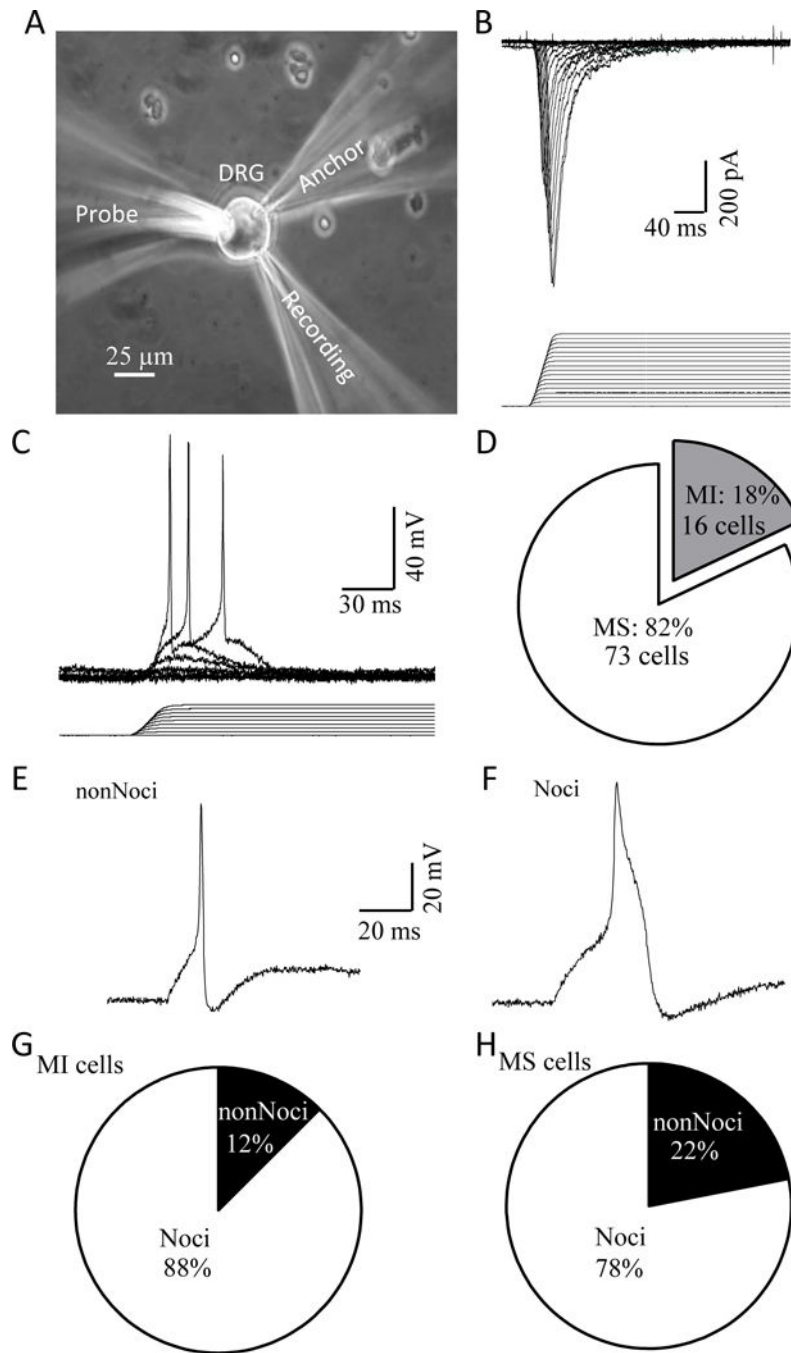 A
DRG
Anchor
Probe
Recording
25 µm
B
200 pA
40 ms
C
40 mV
30 ms
D
MI: 18%
16 cells
MS: 82%
73 cells
E
nonNoci
20 mV
20 ms
F
Noci
G
MI cells
nonNoci
12%
Noci
88%
H
MS cells
nonNoci
22%
Noci
78%